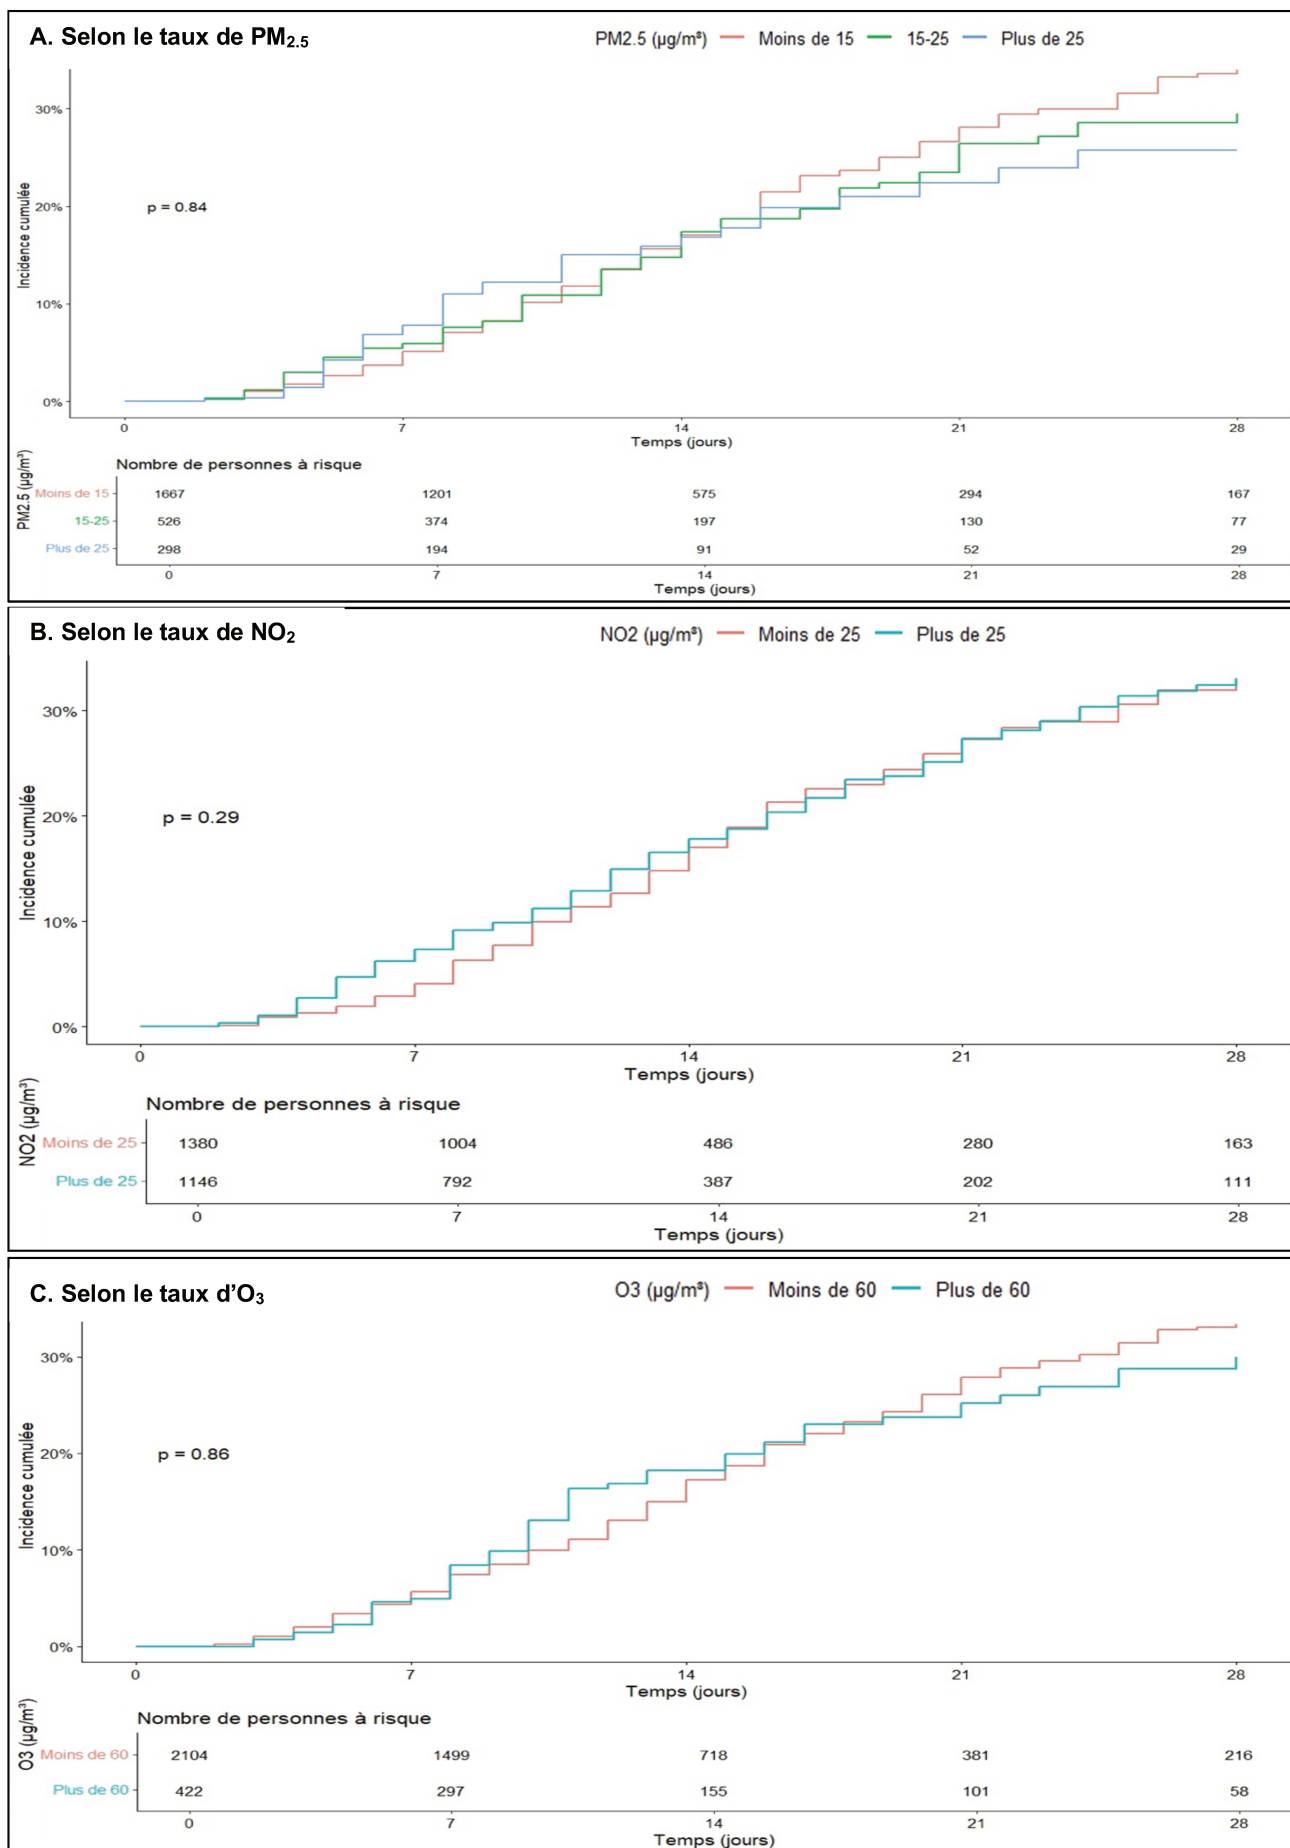 A. Selon le taux de PM2.5
PM2.5 (µg/m³) Moins de 15 15-25 Plus de 25
Incidence cumulée
30%
20%
10%
0%
p = 0.84
0 7 14 21 28
Temps (jours)
Nombre de personnes à risque
PM2.5 (µg/m³)
Moins de 15 1667 1201 575 294 167
15-25 526 374 197 130 77
Plus de 25 298 194 91 52 29
0 7 14 21 28
Temps (jours)
B. Selon le taux de NO2
NO2 (µg/m³) Moins de 25 Plus de 25
Incidence cumulée
30%
20%
10%
0%
p = 0.29
0 7 14 21 28
Temps (jours)
Nombre de personnes à risque
NO2 (µg/m³)
Moins de 25 1380 1004 486 280 163
Plus de 25 1146 792 387 202 111
0 7 14 21 28
Temps (jours)
C. Selon le taux d’O3
O3 (µg/m³) Moins de 60 Plus de 60
Incidence cumulée
30%
20%
10%
0%
p = 0.86
0 7 14 21 28
Temps (jours)
Nombre de personnes à risque
O3 (µg/m³)
Moins de 60 2104 1499 718 381 216
Plus de 60 422 297 155 101 58
0 7 14 21 28
Temps (jours)